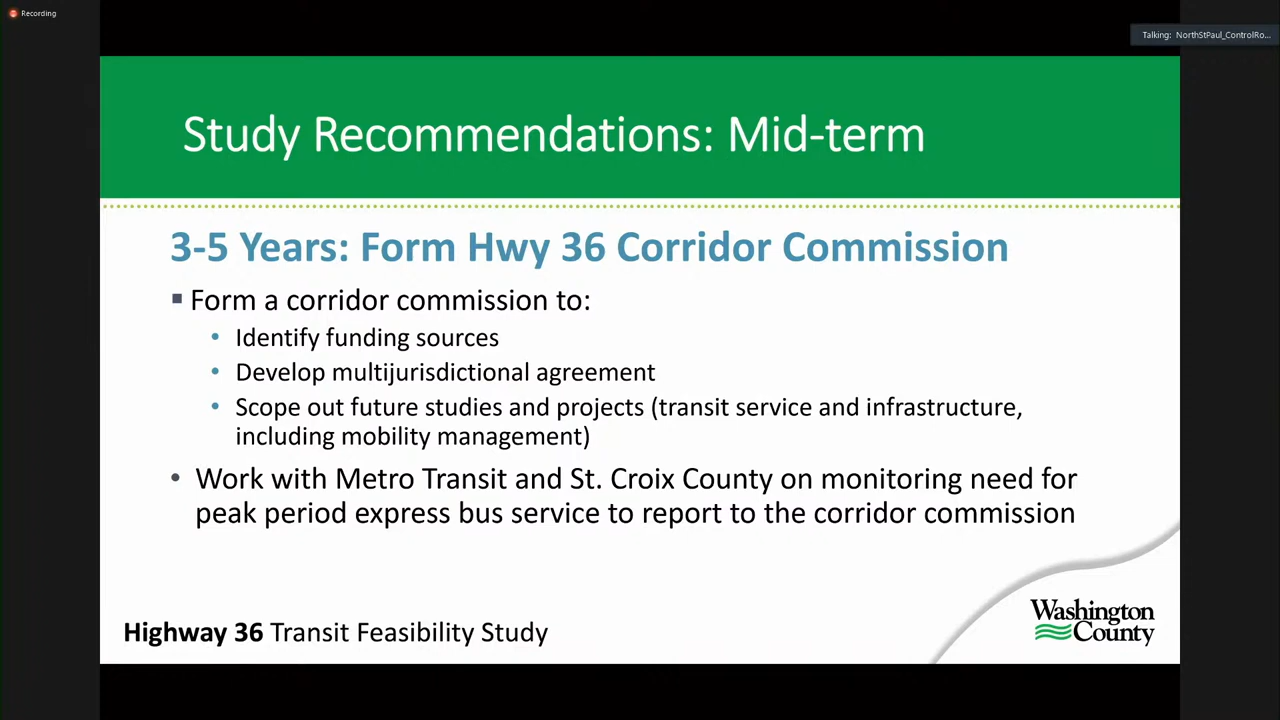 Recording
Talking: NorthStPaul_ControlRo...
Study Recommendations: Mid-term
3-5 Years: Form Hwy 36 Corridor Commission
Form a corridor commission to:
Identify funding sources
Develop multijurisdictional agreement
Scope out future studies and projects (transit service and infrastructure,
including mobility management)
Work with Metro Transit and St. Croix County on monitoring need for
peak period express bus service to report to the corridor commission
Highway 36 Transit Feasibility Study
Washington
County